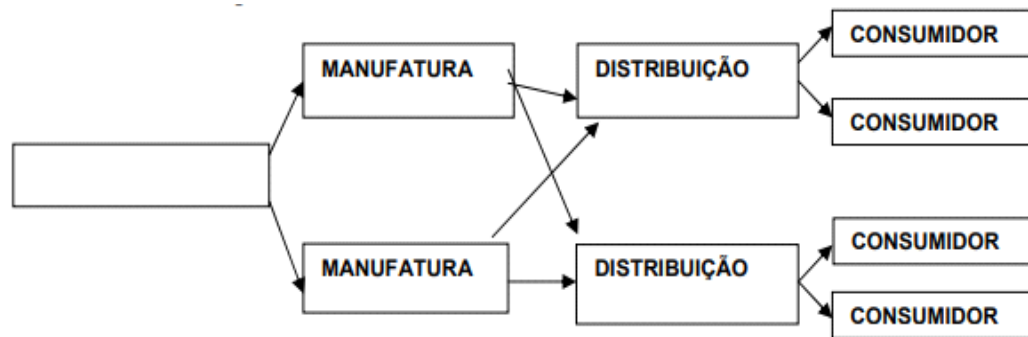 CONSUMIDOR
MANUFATURA
DISTRIBUIÇÃO
CONSUMIDOR
CONSUMIDOR
MANUFATURA
DISTRIBUIÇÃO
CONSUMIDOR